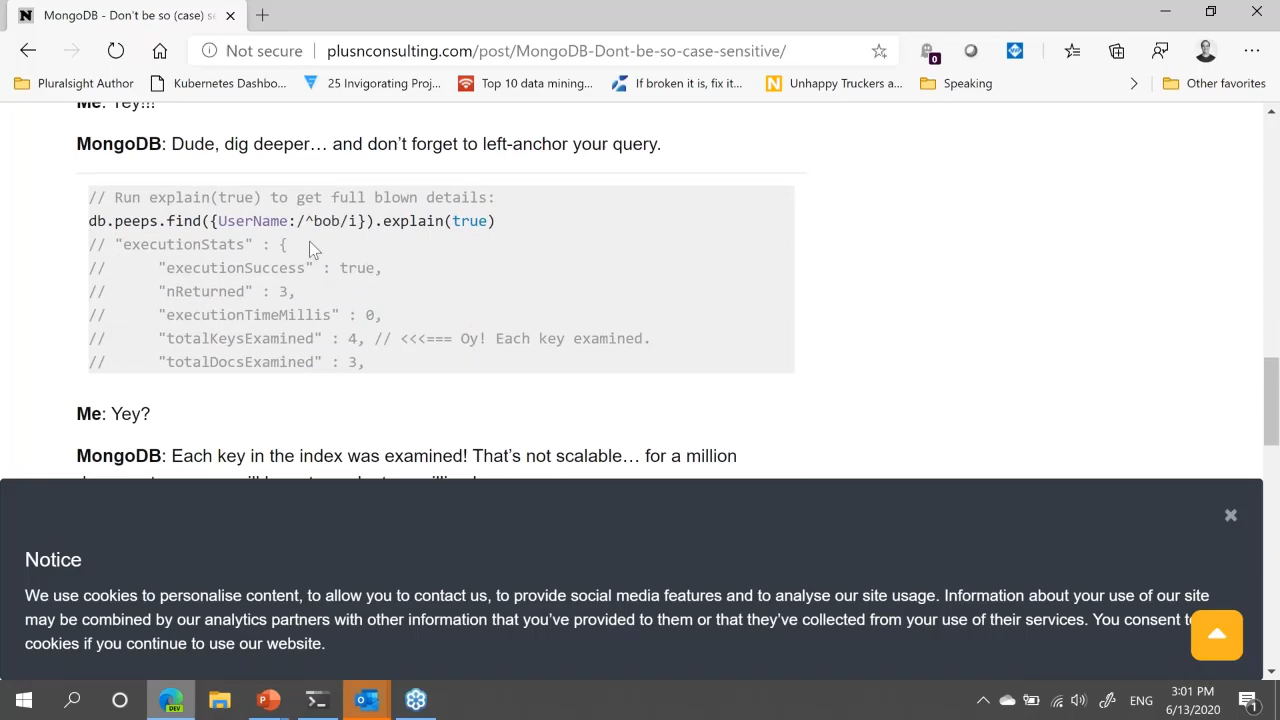 MongoDB - Don't be so (case) se
Not secure
plusnconsulting.com/post/MongoDB-Dont-be-so-case-sensitive/
0
Pluralsight Author
Kubernetes Dashbo...
25 Invigorating Proj...
Top 10 data mining...
If broken it is, fix it...
Unhappy Truckers a...
Speaking
Other favorites
Me: Yey!!!
MongoDB: Dude, dig deeper… and don't forget to left-anchor your query.
// Run explain(true) to get full blown details:
db.peeps.find({UserName:/^bob/i}).explain(true)
// "executionStats" : {
// "executionSuccess" : true,
// "nReturned" : 3,
// "executionTimeMillis" : 0,
// "totalKeysExamined" : 4, // <<<=== Oy! Each key examined.
// "totalDocsExamined" : 3,
Me: Yey?
MongoDB: Each key in the index was examined! That's not scalable… for a million
Notice
We use cookies to personalise content, to allow you to contact us, to provide social media features and to analyse our site usage. Information about your use of our site
may be combined by our analytics partners with other information that you've provided to them or that they've collected from your use of their services. You consent to
cookies if you continue to use our website.
DEV
ENG
3:01 PM
6/13/2020
1